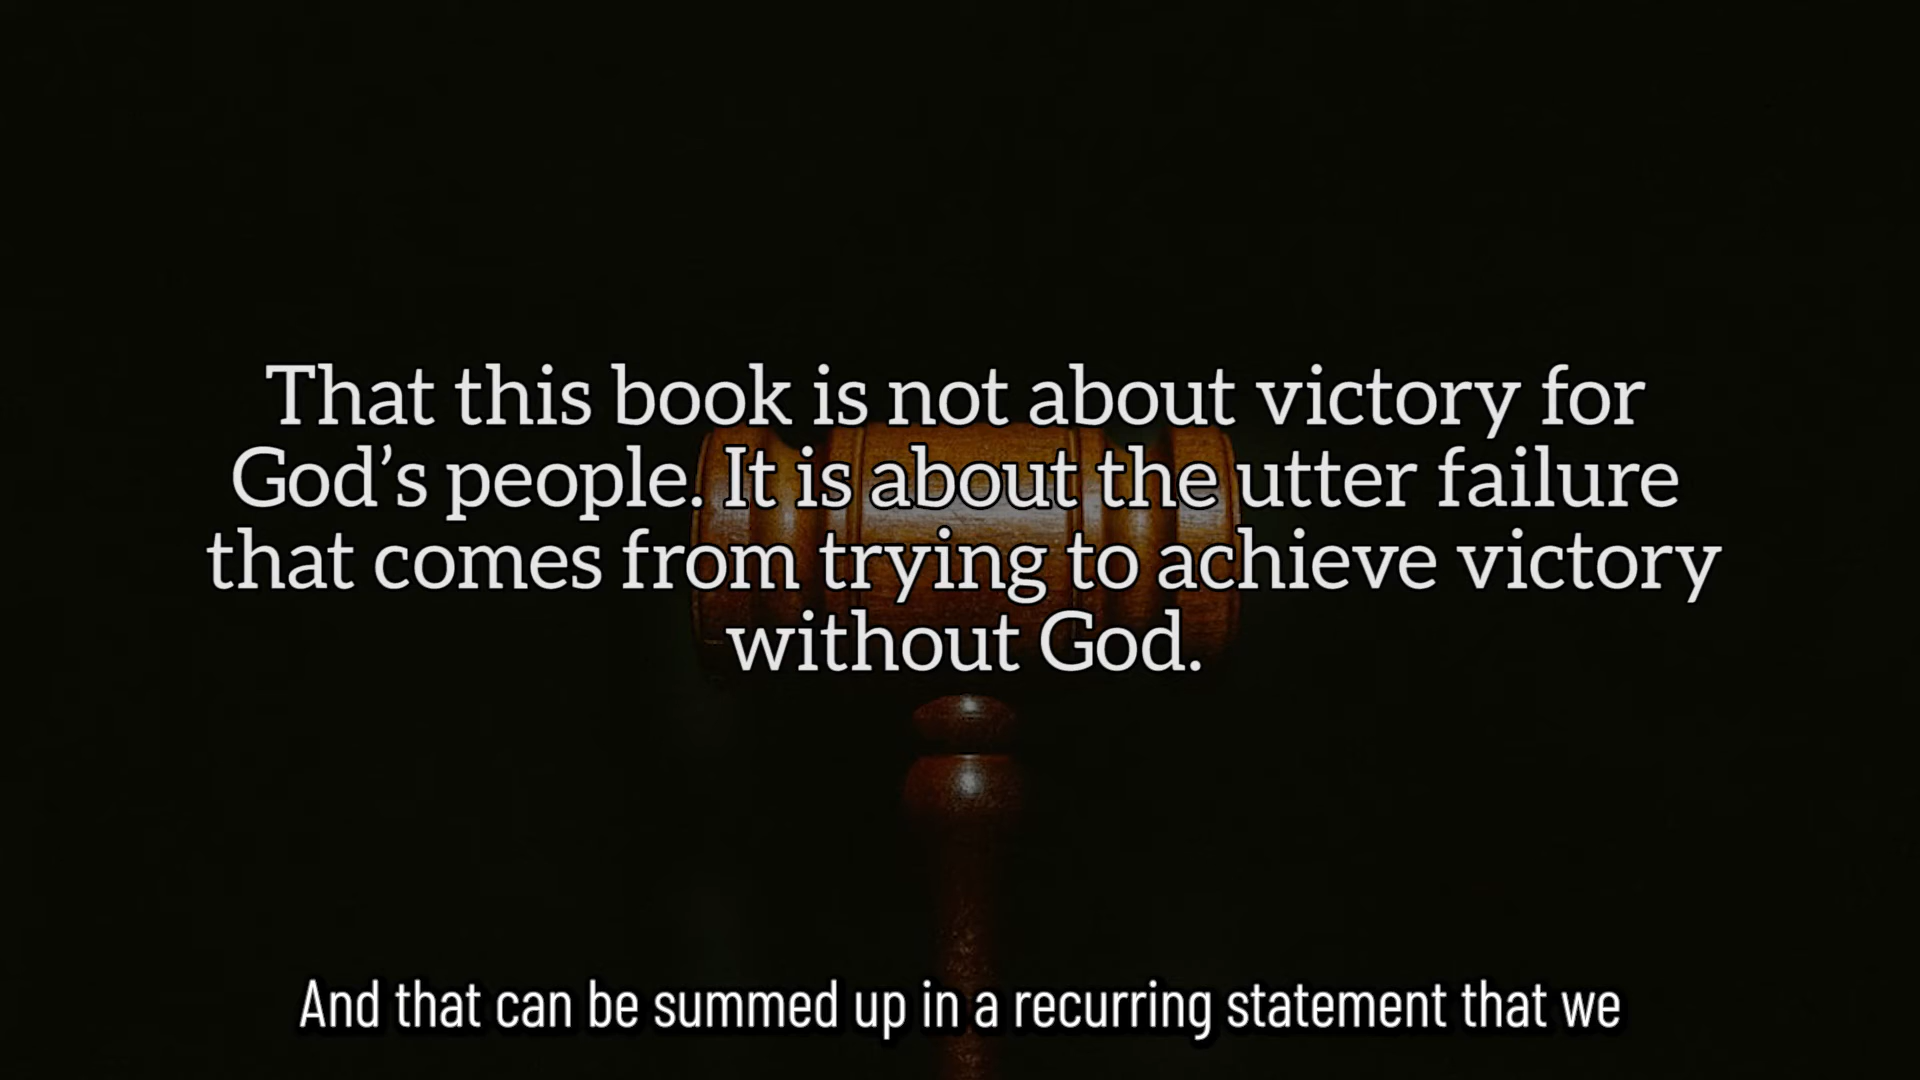 That this book is not about victory for
God’s people. It is about the utter failure
that comes from trying to achieve victory
without God.
And that can be summed up in a recurring statement that we